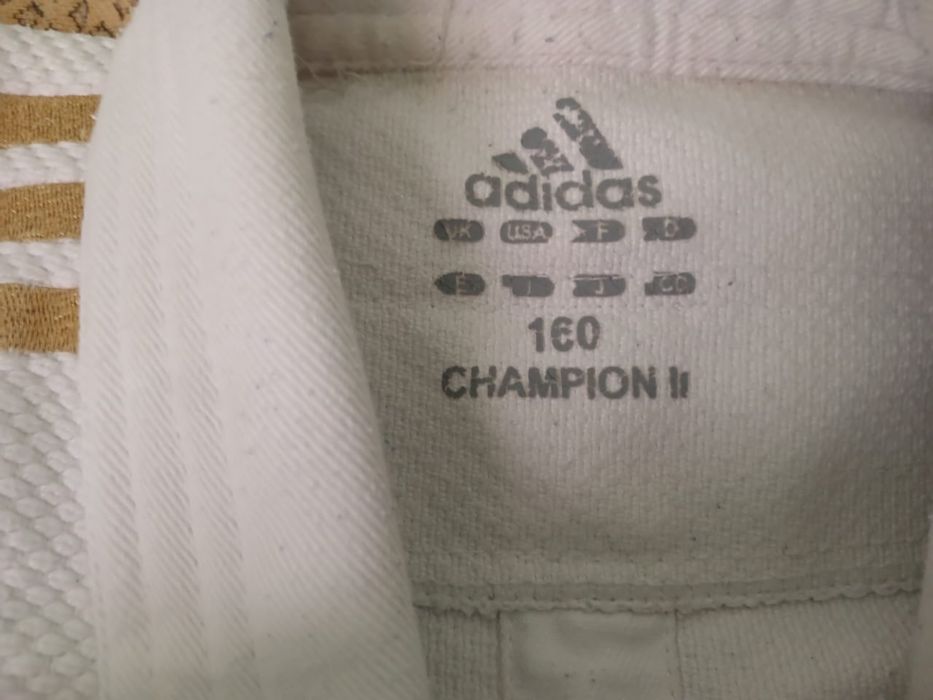 adidas
UK USA F D
E I J CC
160
CHAMPION II